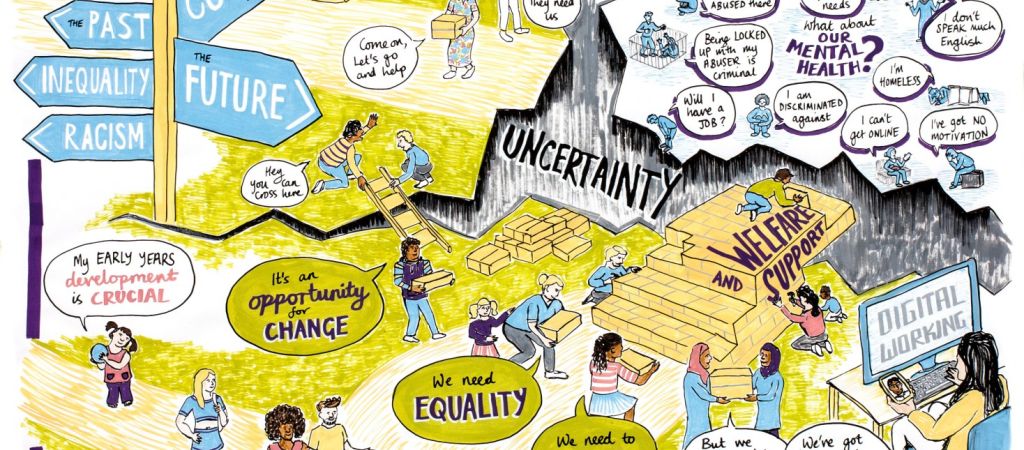 CO
THE
PAST
INEQUALITY
RACISM
THE
FUTURE
Come on,
Let's go
and help
They need
us
ABUSED there
needs
What about
OUR
MENTAL
HEALTH?
I don't
SPEAK much
English
Being LOCKED
UP with my
ABUSER is
criminal
I'm
HOMELESS
Will I
have a
JOB?
I am
DISCRIMINATED
against
I can't
get ONLINE
I've got NO
MOTIVATION
Hey
you can
cross here
UNCERTAINTY
WELFARE
AND
SUPPORT
My EARLY YEARS
development
is CRUCIAL
It's an
opportunity
for
CHANGE
DIGITAL
WORKING
We need
EQUALITY
We need to
But we
We've got